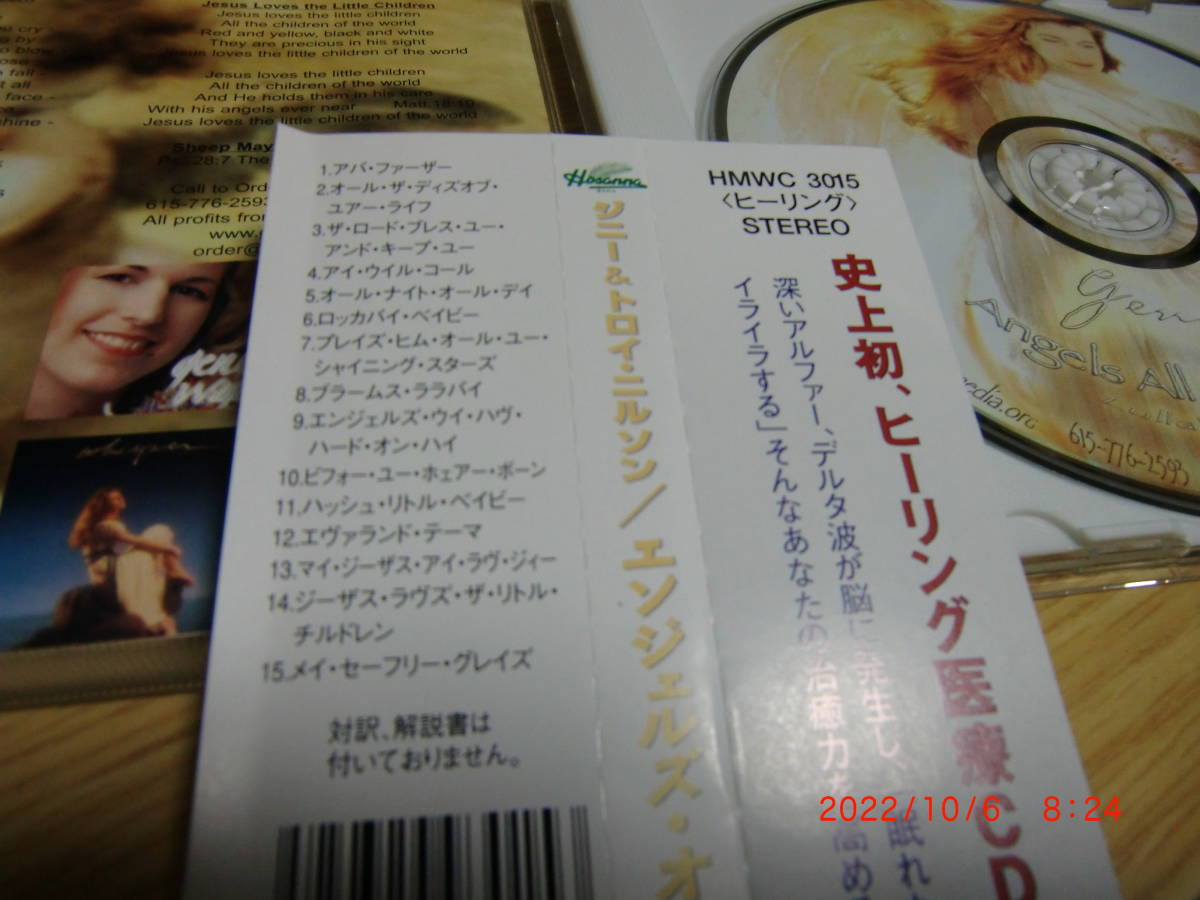 Jesus Loves the Little Children
Jesus loves the little children
All the children of the world
Red and yellow, black and white
They are precious in his sight
Jesus loves the little children of the world
Jesus loves the little children
All the children of the world
And He holds them in his care
With his angels ever near Matt.18:10
Jesus loves the little children of the world
Sheep May
28:7 The
Call to Orde
615-776-2593
All profits from
order@
1.アバ・ファーザー
2.オール・ザ・ディズオブ・
ユアー・ライフ
3.ザ・ロード・ブレス・ユー・
アンド・キープ・ユー
4.アイ・ウイル・コール
5.オール・ナイト・オール・デイ
6.ロッカバイ・ベイビー
7.プレイズ・ヒム・オール・ユー・
シャイニング・スターズ
8.ブラームス・ララバイ
9.エンジェルズ・ウイ・ハヴ・
ハード・オン・ハイ
10.ビフォー・ユー・ホェアー・ボーン
11.ハッシュ・リトル・ベイビー
12.エヴァランド・テーマ
13.マイ・ジーザス・アイ・ラヴ・ジィー
14.ジーザス・ラヴズ・ザ・リトル・
チルドレン
15.メイ・セーフリー・グレイズ
対訳、解説書は
付いておりません。
Hosanna
ジニー&トロイ・ニルソン/エンジェルズ・オ
HMWC 3015
〈ヒーリング〉
STEREO
史上初、ヒーリング医療CD
深いアルファー、デルタ波が脳に発生し、「眠れ
イライラする」そんなあなたの治癒力を高め
Angels All
edia.org
615-776-2593
2022/10/6 8:24